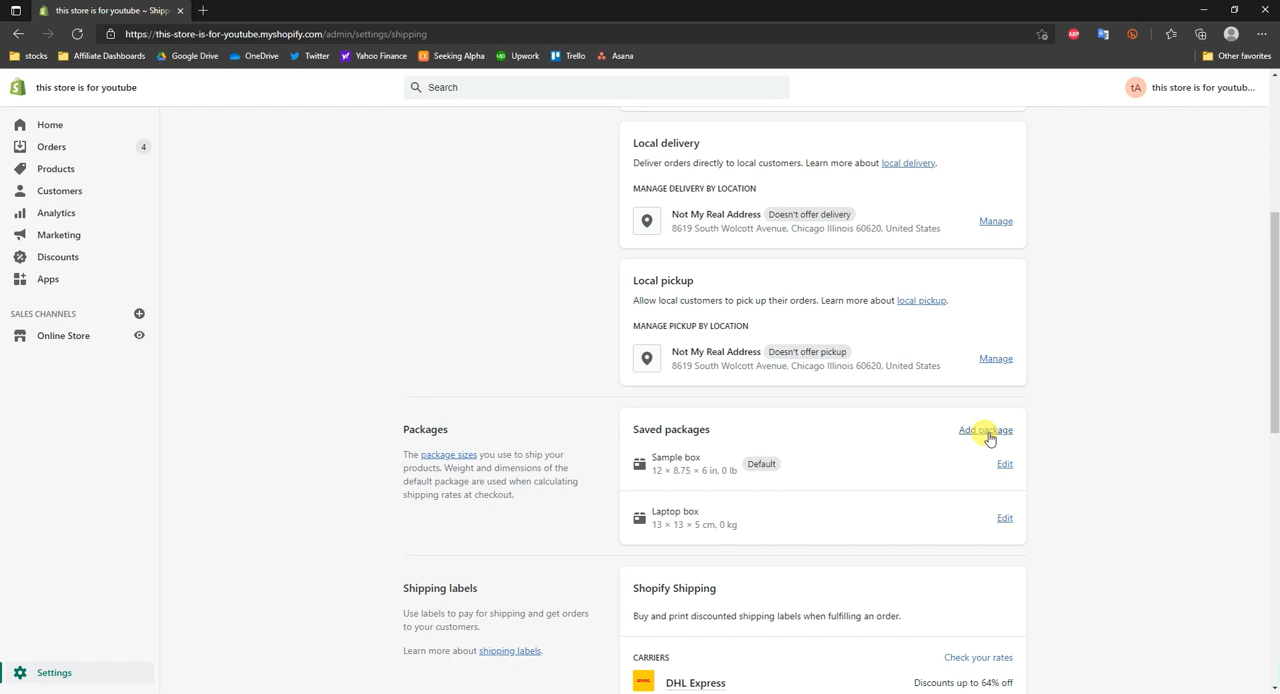 this store is for youtube ~ Shipp
https://this-store-is-for-youtube.myshopify.com/admin/settings/shipping
stocks Affiliate Dashboards Google Drive OneDrive Twitter Yahoo Finance Seeking Alpha Upwork Trello Asana Other favorites
this store is for youtube
Search
tA this store is for youtub...
Home
Orders 4
Products
Customers
Analytics
Marketing
Discounts
Apps
SALES CHANNELS
Online Store
Settings
Local delivery
Deliver orders directly to local customers. Learn more about local delivery.
MANAGE DELIVERY BY LOCATION
Not My Real Address Doesn't offer delivery
8619 South Wolcott Avenue, Chicago Illinois 60620, United States
Manage
Local pickup
Allow local customers to pick up their orders. Learn more about local pickup.
MANAGE PICKUP BY LOCATION
Not My Real Address Doesn't offer pickup
8619 South Wolcott Avenue, Chicago Illinois 60620, United States
Manage
Packages
The package sizes you use to ship your
products. Weight and dimensions of the
default package are used when calculating
shipping rates at checkout.
Saved packages
Add package
Sample box
12 × 8.75 × 6 in, 0 lb Default
Edit
Laptop box
13 × 13 × 5 cm, 0 kg
Edit
Shipping labels
Use labels to pay for shipping and get orders
to your customers.
Learn more about shipping labels.
Shopify Shipping
Buy and print discounted shipping labels when fulfilling an order.
CARRIERS
Check your rates
DHL Express
Discounts up to 64% off